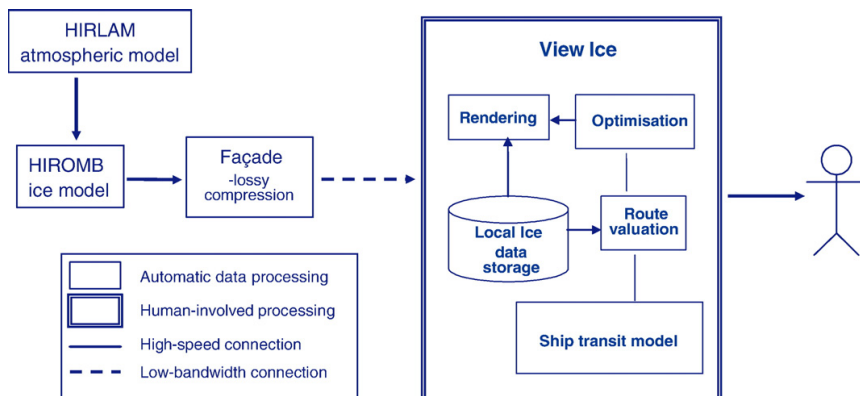 HIRLAM
atmospheric model
HIROMB
ice model
Façade
-lossy
compression
View Ice
Rendering
Optimisation
Local Ice
data
storage
Route
valuation
Ship transit model
Automatic data processing
Human-involved processing
High-speed connection
Low-bandwidth connection